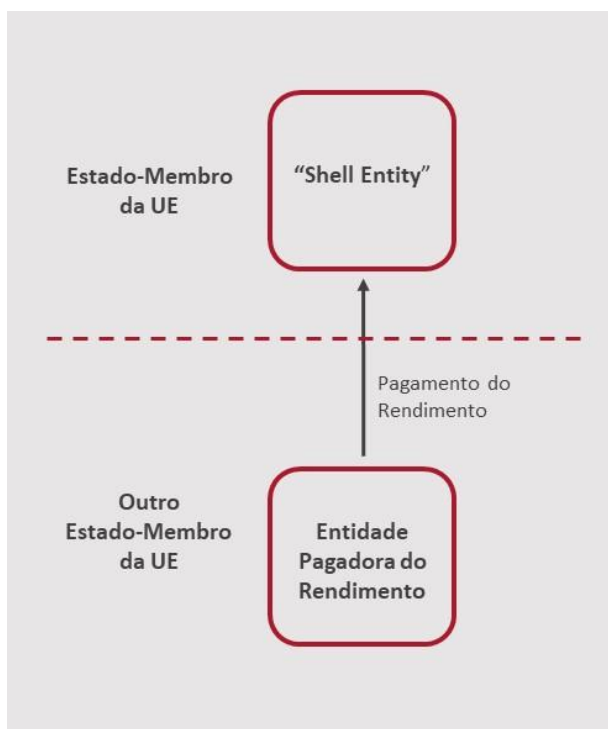 Estado-Membro
da UE
“Shell Entity”
Pagamento do
Rendimento
Outro
Estado-Membro
da UE
Entidade
Pagadora do
Rendimento